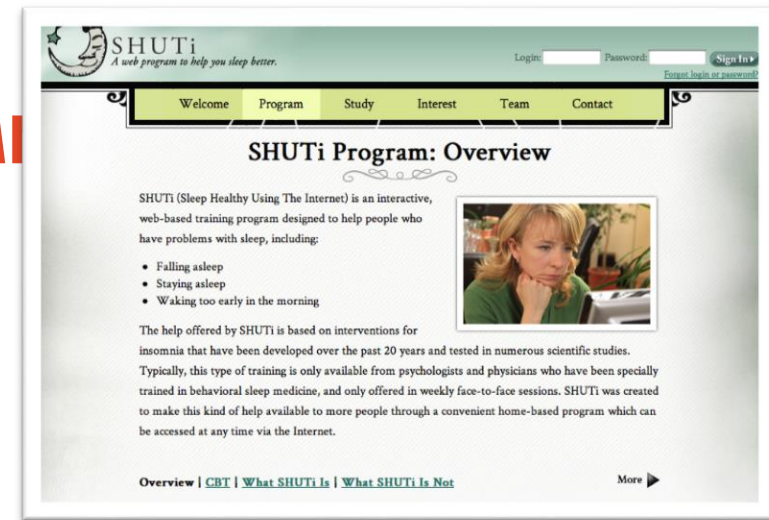 SHUTi
A web program to help you sleep better.
Login:
Password:
Sign In
Forgot login or password?
Welcome Program Study Interest Team Contact
SHUTi Program: Overview
SHUTi (Sleep Healthy Using The Internet) is an interactive,
web-based training program designed to help people who
have problems with sleep, including:
• Falling asleep
• Staying asleep
• Waking too early in the morning
The help offered by SHUTi is based on interventions for
insomnia that have been developed over the past 20 years and tested in numerous scientific studies.
Typically, this type of training is only available from psychologists and physicians who have been specially
trained in behavioral sleep medicine, and only offered in weekly face-to-face sessions. SHUTi was created
to make this kind of help available to more people through a convenient home-based program which can
be accessed at any time via the Internet.
Overview | CBT | What SHUTi Is | What SHUTi Is Not
More